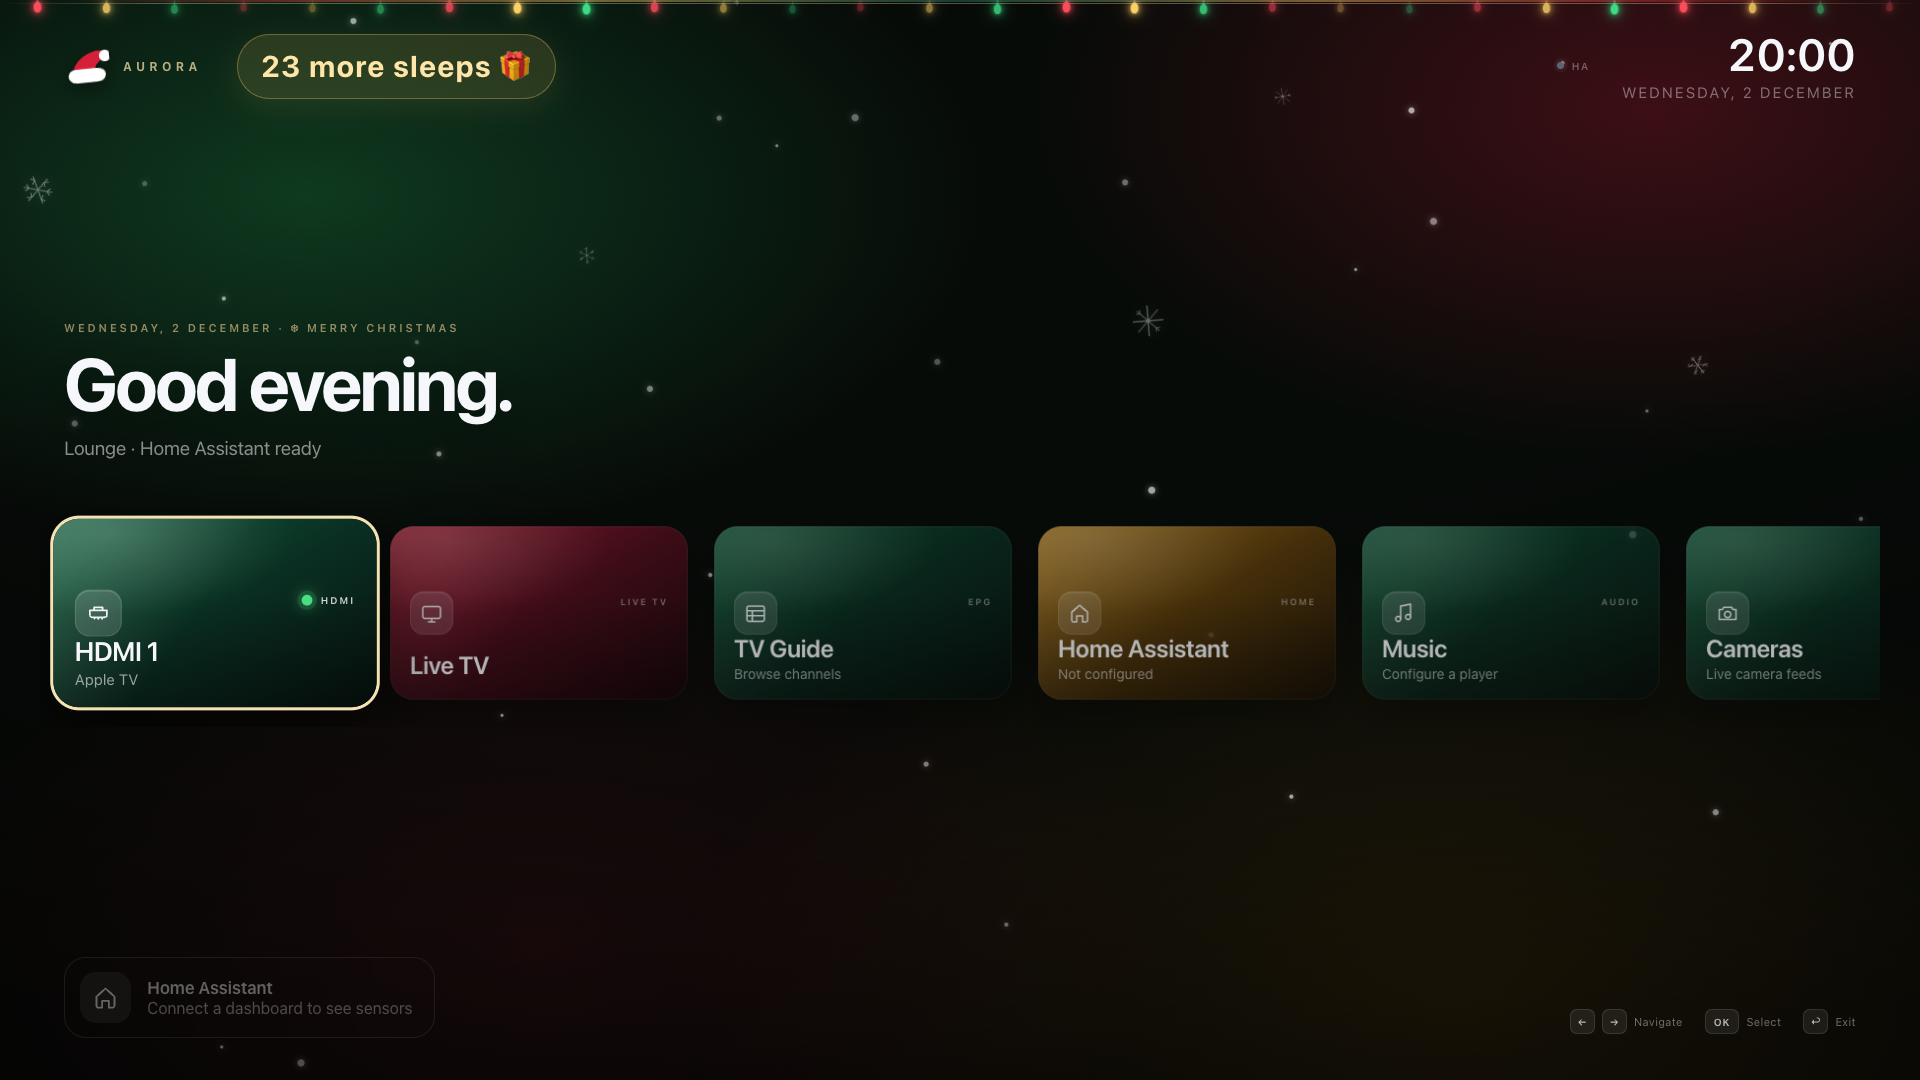 AURORA
23 more sleeps 🎁
HA
20:00
WEDNESDAY, 2 DECEMBER
WEDNESDAY, 2 DECEMBER · ❄ MERRY CHRISTMAS
Good evening.
Lounge · Home Assistant ready
HDMI
HDMI 1
Apple TV
LIVE TV
Live TV
EPG
TV Guide
Browse channels
HOME
Home Assistant
Not configured
AUDIO
Music
Configure a player
Cameras
Live camera feeds
Home Assistant
Connect a dashboard to see sensors
← → Navigate OK Select ↩ Exit